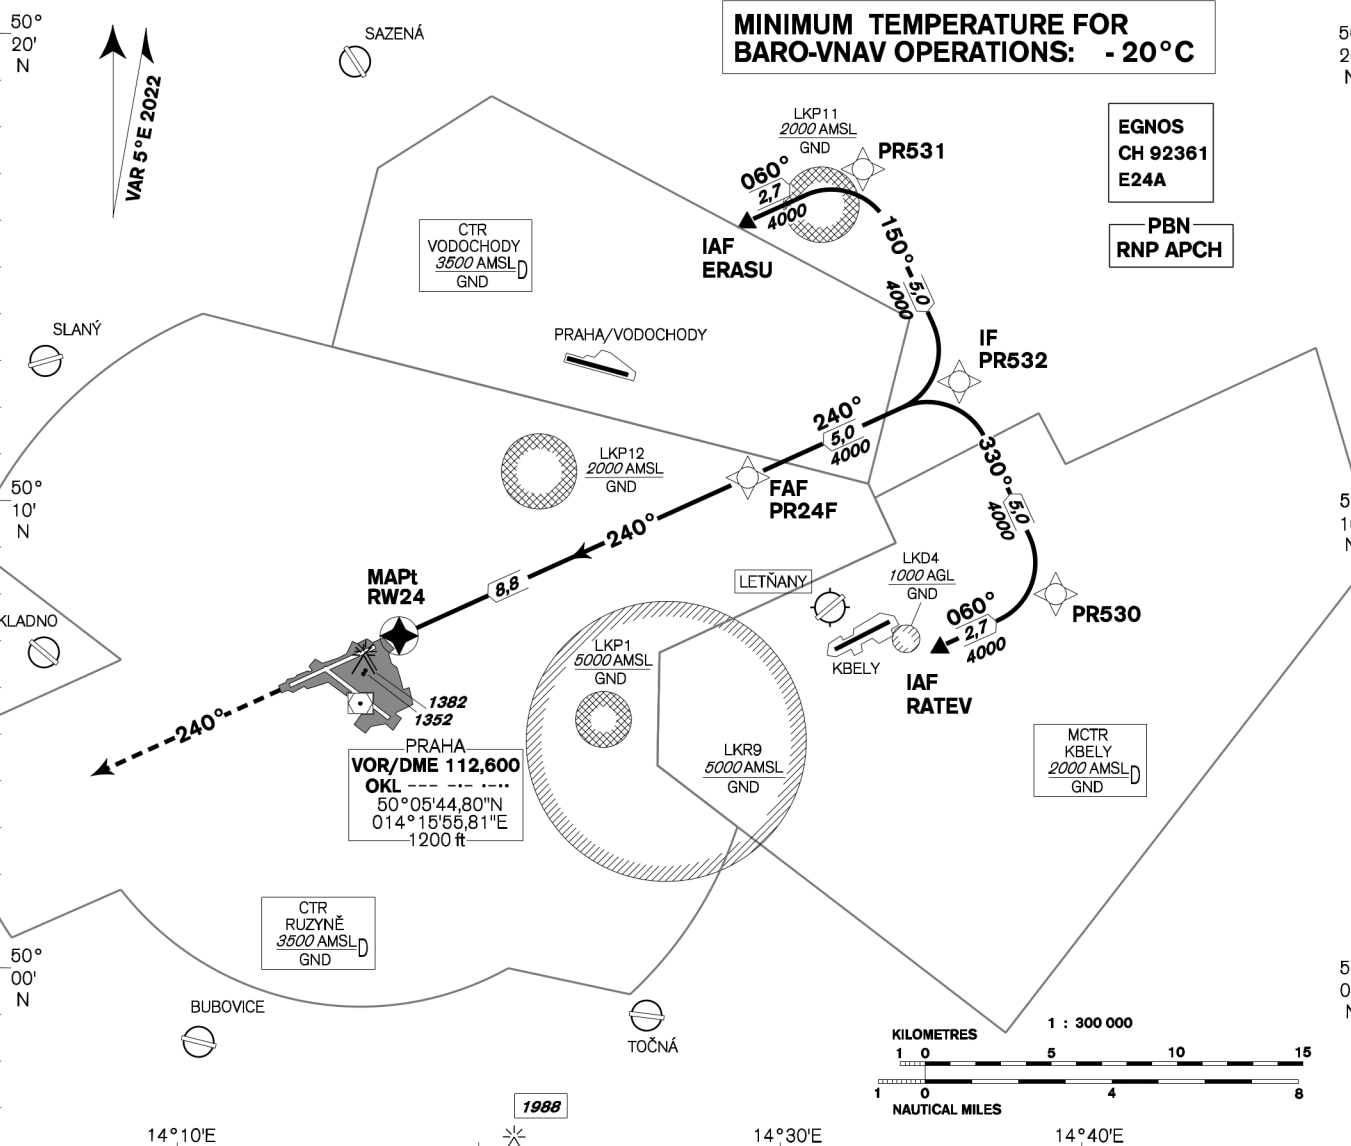 50°
20'
N
VAR 5°E 2022
SAZENÁ
MINIMUM TEMPERATURE FOR
BARO-VNAV OPERATIONS: - 20°C
EGNOS
CH 92361
E24A
PBN
RNP APCH
LKP11
2000 AMSL
GND
PR531
060°
2,7
4000
IAF
ERASU
150°
5,0
4000
CTR
VODOCHODY
3500 AMSL D
GND
SLANÝ
PRAHA/VODOCHODY
IF
PR532
240°
5,0
4000
330°
5,0
4000
LKP12
2000 AMSL
GND
FAF
PR24F
50°
10'
N
240°
8,8
MAPt
RW24
LETŇANY
LKD4
1000 AGL
GND
060°
2,7
4000
PR530
KBELY
IAF
RATEV
KLADNO
LKP1
5000 AMSL
GND
1382
1352
240°
PRAHA
VOR/DME 112,600
OKL --- -·- ·-··
50°05'44,80"N
014°15'55,81"E
1200 ft
LKR9
5000 AMSL
GND
MCTR
KBELY
2000 AMSL D
GND
CTR
RUZYNĚ
3500 AMSL D
GND
50°
00'
N
BUBOVICE
TOČNÁ
1 : 300 000
KILOMETRES
1 0 5 10 15
1 0 4 8
NAUTICAL MILES
1988
14°10'E
14°30'E
14°40'E